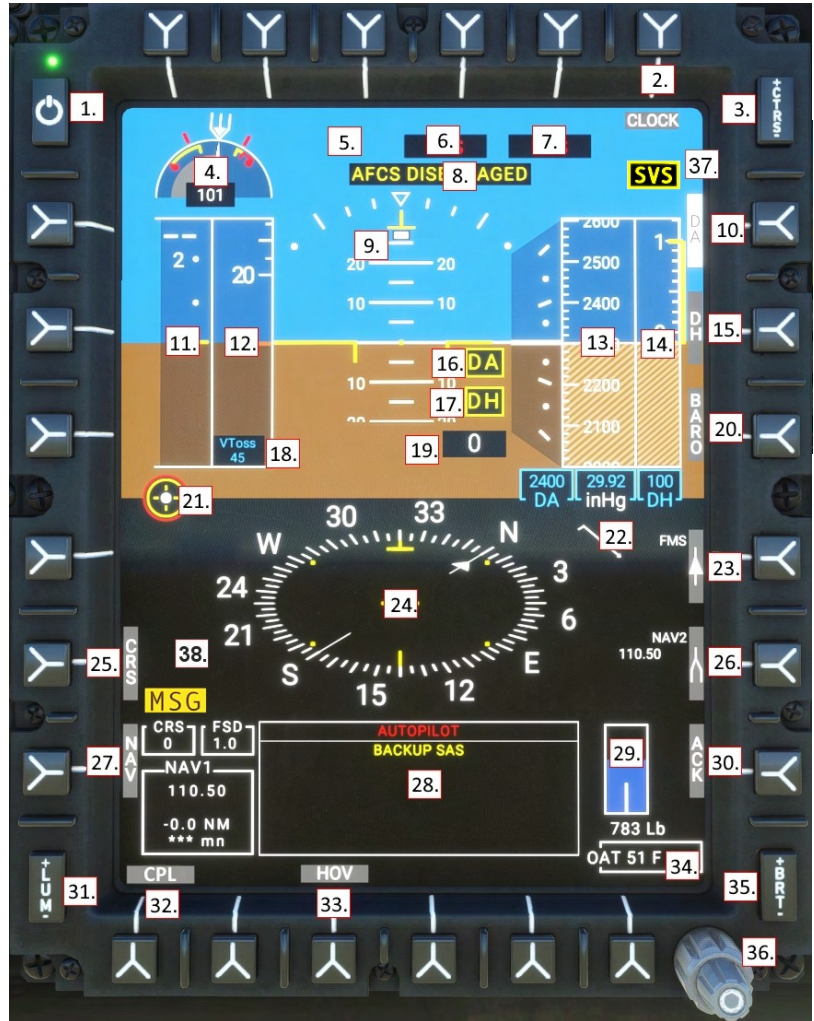 2.
1.
+CTRS-
3.
CLOCK
5.
6.
7.
4.
101
AFCS
8.
SVS
37.
DA
10.
9.
2600
1
2
20
20
20
2500
10
10
2400
11.
12.
13.
14.
DH
15.
16.
DA
10
10
2200
17.
DH
20
20
2100
BARO
20.
VToss
45
18.
19.
0
2400
DA
29.92
inHg
100
DH
21.
30
33
N
22.
FMS
W
3
23.
24
24.
6
21
NAV2
110.50
26.
25.
CRS
38.
S
E
15
12
MSG
CRS
0
FSD
1.0
AUTOPILOT
BACKUP SAS
27.
NAV
NAV1
110.50
-0.0 NM
*** mn
28.
29.
783 Lb
ACK
30.
OAT 51 F
34.
+LUM-
31.
CPL
32.
HOV
33.
35.
+BRT-
36.